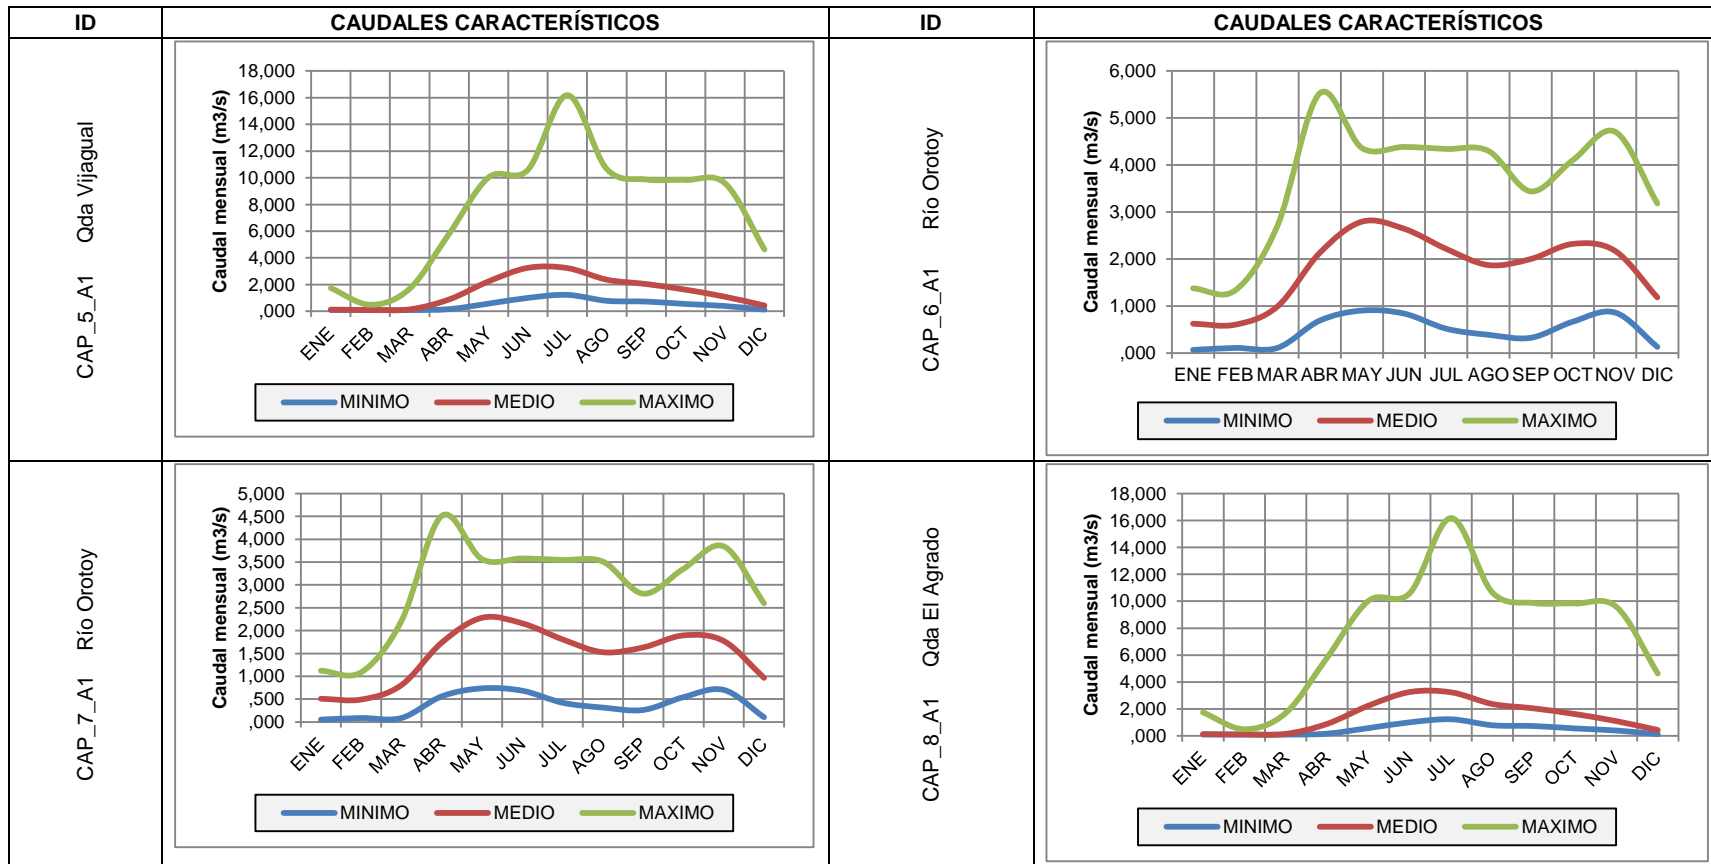 ID CAUDALES CARACTERÍSTICOS ID CAUDALES CARACTERÍSTICOS
CAP_5_A1 Qda Vijagual
Caudal mensual (m3/s)
18,000
16,000
14,000
12,000
10,000
8,000
6,000
4,000
2,000
,000
ENE FEB MAR ABR MAY JUN JUL AGO SEP OCT NOV DIC
MINIMO MEDIO MAXIMO
CAP_6_A1 Río Orotoy
Caudal mensual (m3/s)
6,000
5,000
4,000
3,000
2,000
1,000
,000
ENE FEB MAR ABR MAY JUN JUL AGO SEP OCT NOV DIC
MINIMO MEDIO MAXIMO
CAP_7_A1 Río Orotoy
Caudal mensual (m3/s)
5,000
4,500
4,000
3,500
3,000
2,500
2,000
1,500
1,000
,500
,000
ENE FEB MAR ABR MAY JUN JUL AGO SEP OCT NOV DIC
MINIMO MEDIO MAXIMO
CAP_8_A1 Qda El Agrado
Caudal mensual (m3/s)
18,000
16,000
14,000
12,000
10,000
8,000
6,000
4,000
2,000
,000
ENE FEB MAR ABR MAY JUN JUL AGO SEP OCT NOV DIC
MINIMO MEDIO MAXIMO